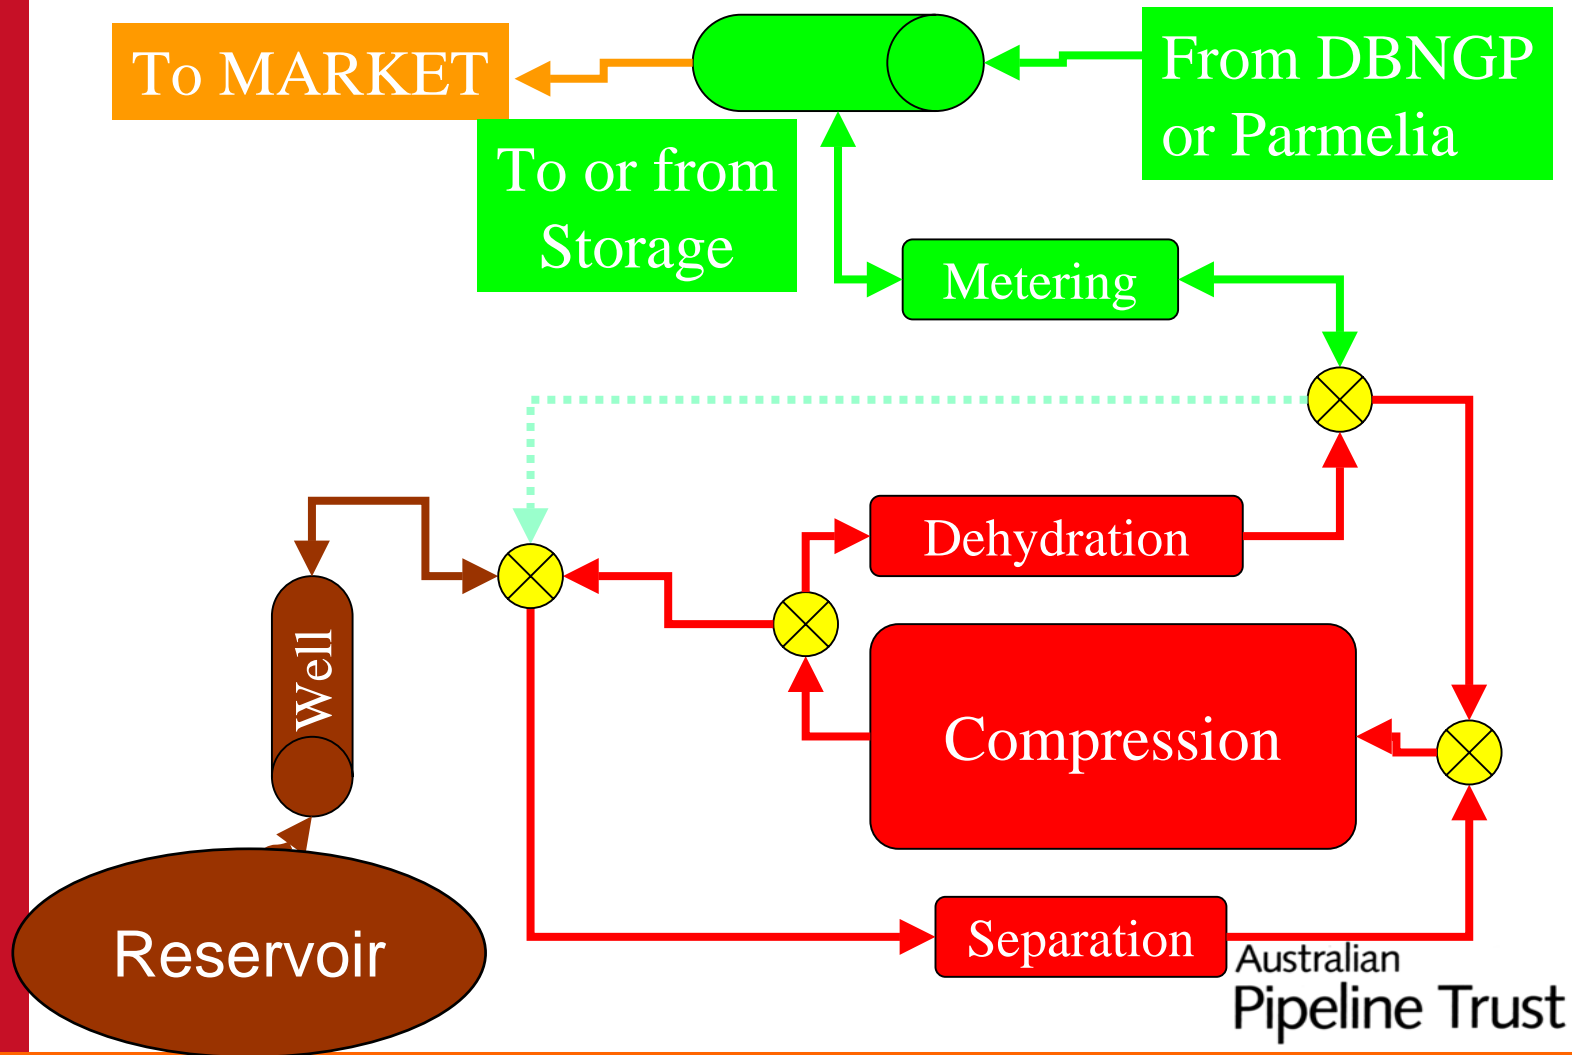 To MARKET
From DBNGP
or Parmelia
To or from
Storage
Metering
Dehydration
Well
Compression
Separation
Reservoir
Australian
Pipeline Trust